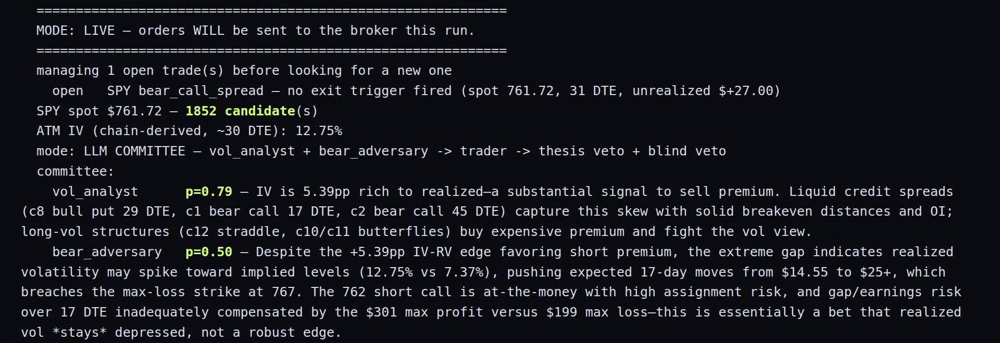 ============================================================
MODE: LIVE — orders WILL be sent to the broker this run.
============================================================
managing 1 open trade(s) before looking for a new one
open   SPY bear_call_spread — no exit trigger fired (spot 761.72, 31 DTE, unrealized $+27.00)
SPY spot $761.72 — 1852 candidate(s)
ATM IV (chain-derived, ~30 DTE): 12.75%
mode: LLM COMMITTEE — vol_analyst + bear_adversary -> trader -> thesis veto + blind veto
committee:
vol_analyst      p=0.79 — IV is 5.39pp rich to realized—a substantial signal to sell premium. Liquid credit spreads
(c8 bull put 29 DTE, c1 bear call 17 DTE, c2 bear call 45 DTE) capture this skew with solid breakeven distances and OI;
long-vol structures (c12 straddle, c10/c11 butterflies) buy expensive premium and fight the vol view.
bear_adversary   p=0.50 — Despite the +5.39pp IV-RV edge favoring short premium, the extreme gap indicates realized
volatility may spike toward implied levels (12.75% vs 7.37%), pushing expected 17-day moves from $14.55 to $25+, which
breaches the max-loss strike at 767. The 762 short call is at-the-money with high assignment risk, and gap/earnings risk
over 17 DTE inadequately compensated by the $301 max profit versus $199 max loss—this is essentially a bet that realized
vol *stays* depressed, not a robust edge.